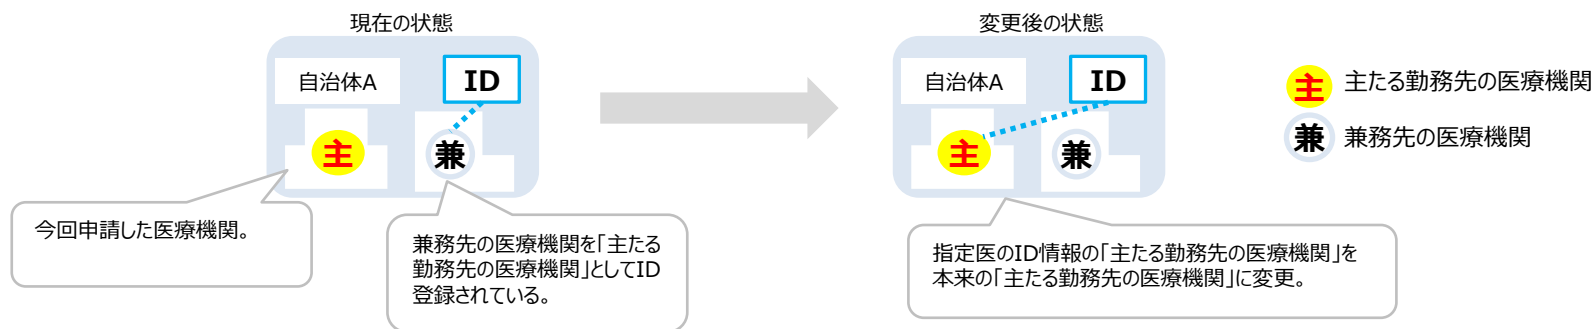 現在の状態
自治体A
ID
主
兼
今回申請した医療機関。
兼務先の医療機関を「主たる
勤務先の医療機関」としてID
登録されている。
変更後の状態
自治体A
ID
主
兼
指定医のID情報の「主たる勤務先の医療機関」を
本来の「主たる勤務先の医療機関」に変更。
主 主たる勤務先の医療機関
兼 兼務先の医療機関